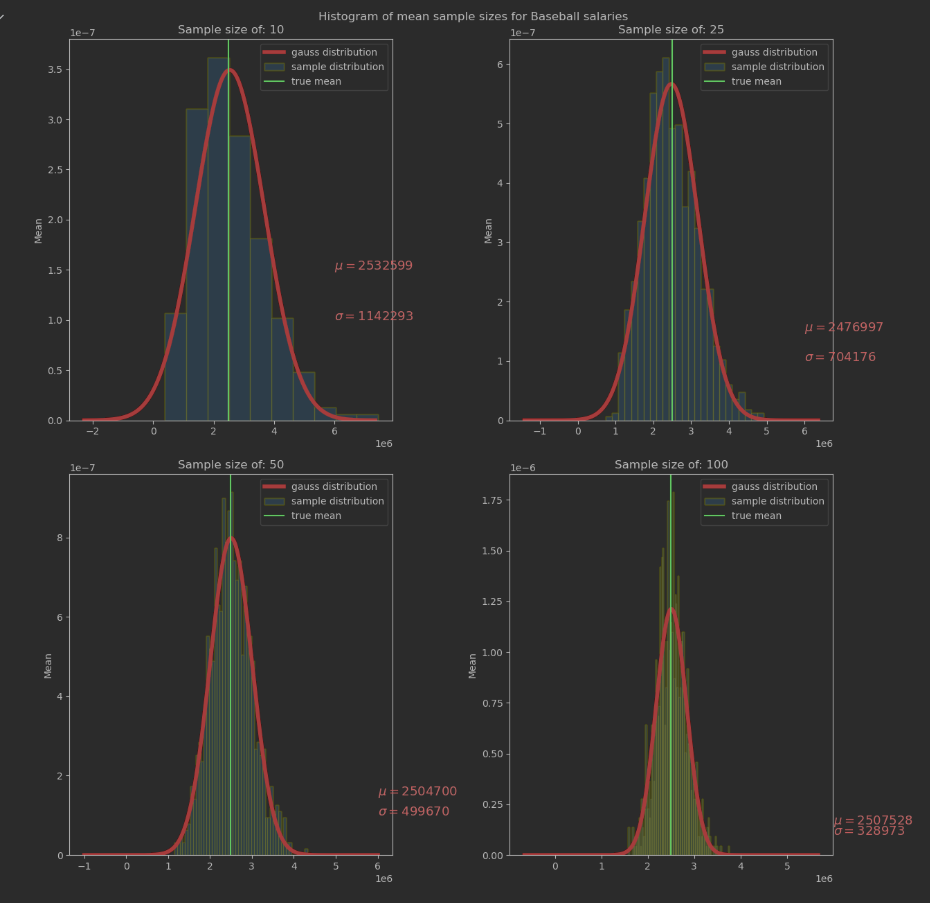 Histogram of mean sample sizes for Baseball salaries
Sample size of: 10
1e−7
gauss distribution
sample distribution
true mean
3.5
3.0
2.5
2.0
1.5
1.0
0.5
0.0
Mean
μ = 2532599
σ = 1142293
−2 0 2 4 6
1e6
Sample size of: 25
1e−7
gauss distribution
sample distribution
true mean
6
5
4
3
2
1
0
Mean
μ = 2476997
σ = 704176
−1 0 1 2 3 4 5 6
1e6
Sample size of: 50
1e−7
gauss distribution
sample distribution
true mean
8
6
4
2
0
Mean
μ = 2504700
σ = 499670
−1 0 1 2 3 4 5 6
1e6
Sample size of: 100
1e−6
gauss distribution
sample distribution
true mean
1.75
1.50
1.25
1.00
0.75
0.50
0.25
0.00
Mean
μ = 2507528
σ = 328973
0 1 2 3 4 5
1e6